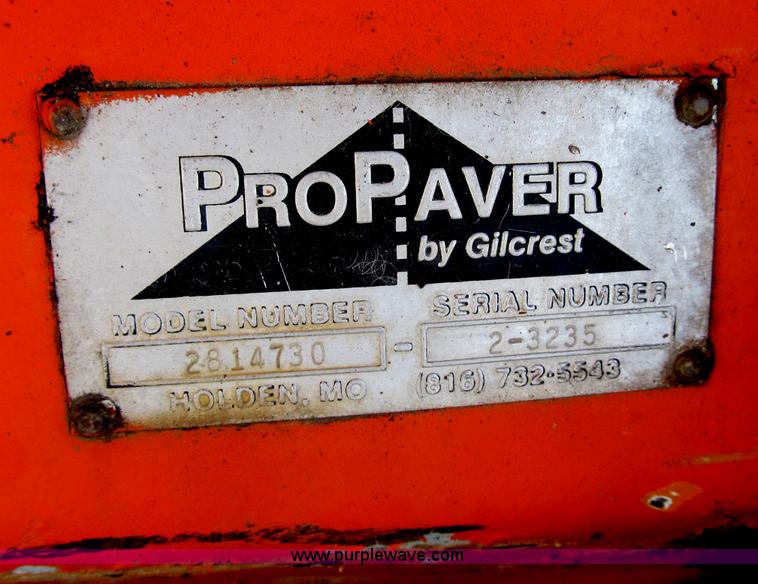 PROPAVER
by Gilcrest
MODEL NUMBER SERIAL NUMBER
2814730 - 2-3235
HOLDEN, MO (816) 732-5543
www.purplewave.com